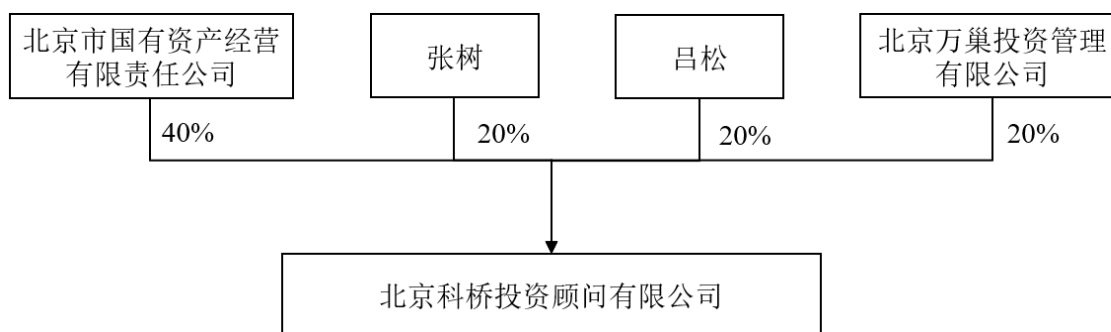 北京市国有资产经营
有限责任公司
张树
吕松
北京万巢投资管理
有限公司
40%
20%
20%
20%
北京科桥投资顾问有限公司